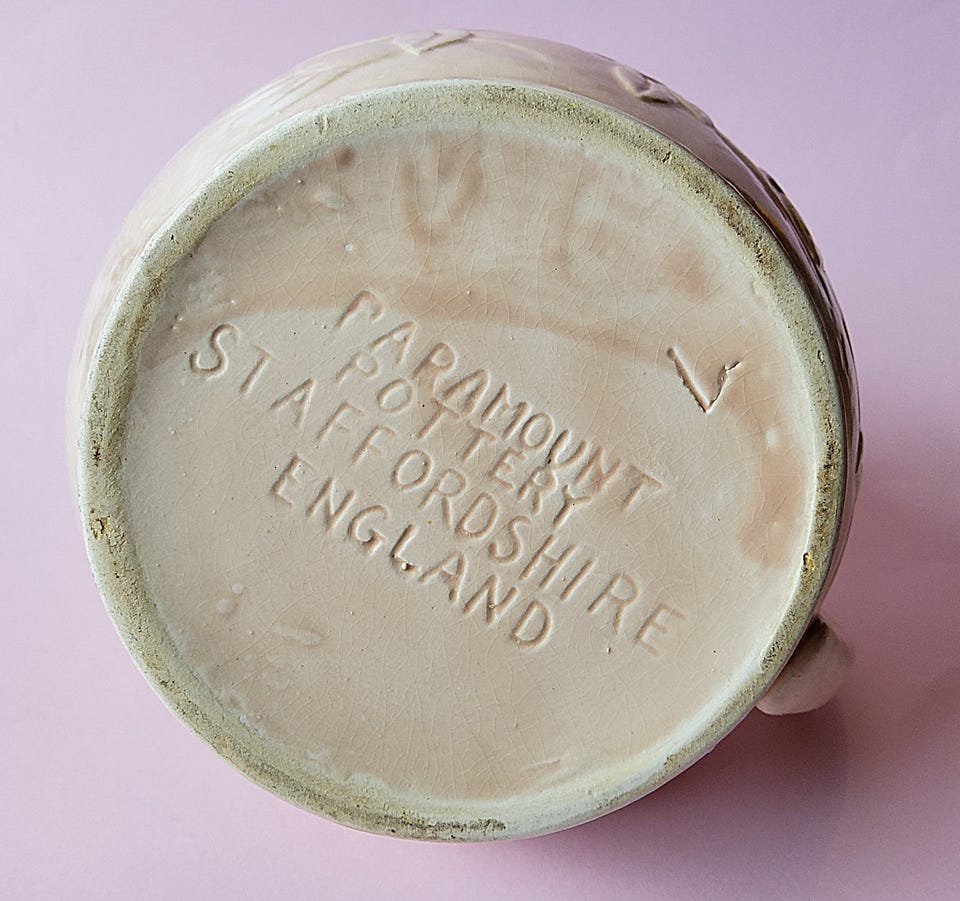 PARAMOUNT
POTTERY
STAFFORDSHIRE
ENGLAND